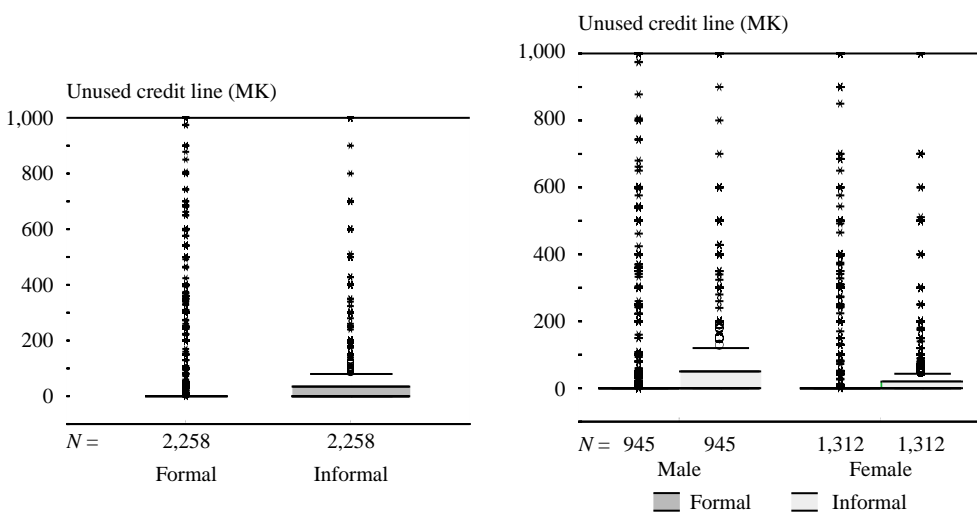 Unused credit line (MK)
1,000
800
600
400
200
0
N = 2,258 2,258
Formal Informal
Unused credit line (MK)
1,000
800
600
400
200
0
N = 945 945 1,312 1,312
Male Female
Formal Informal